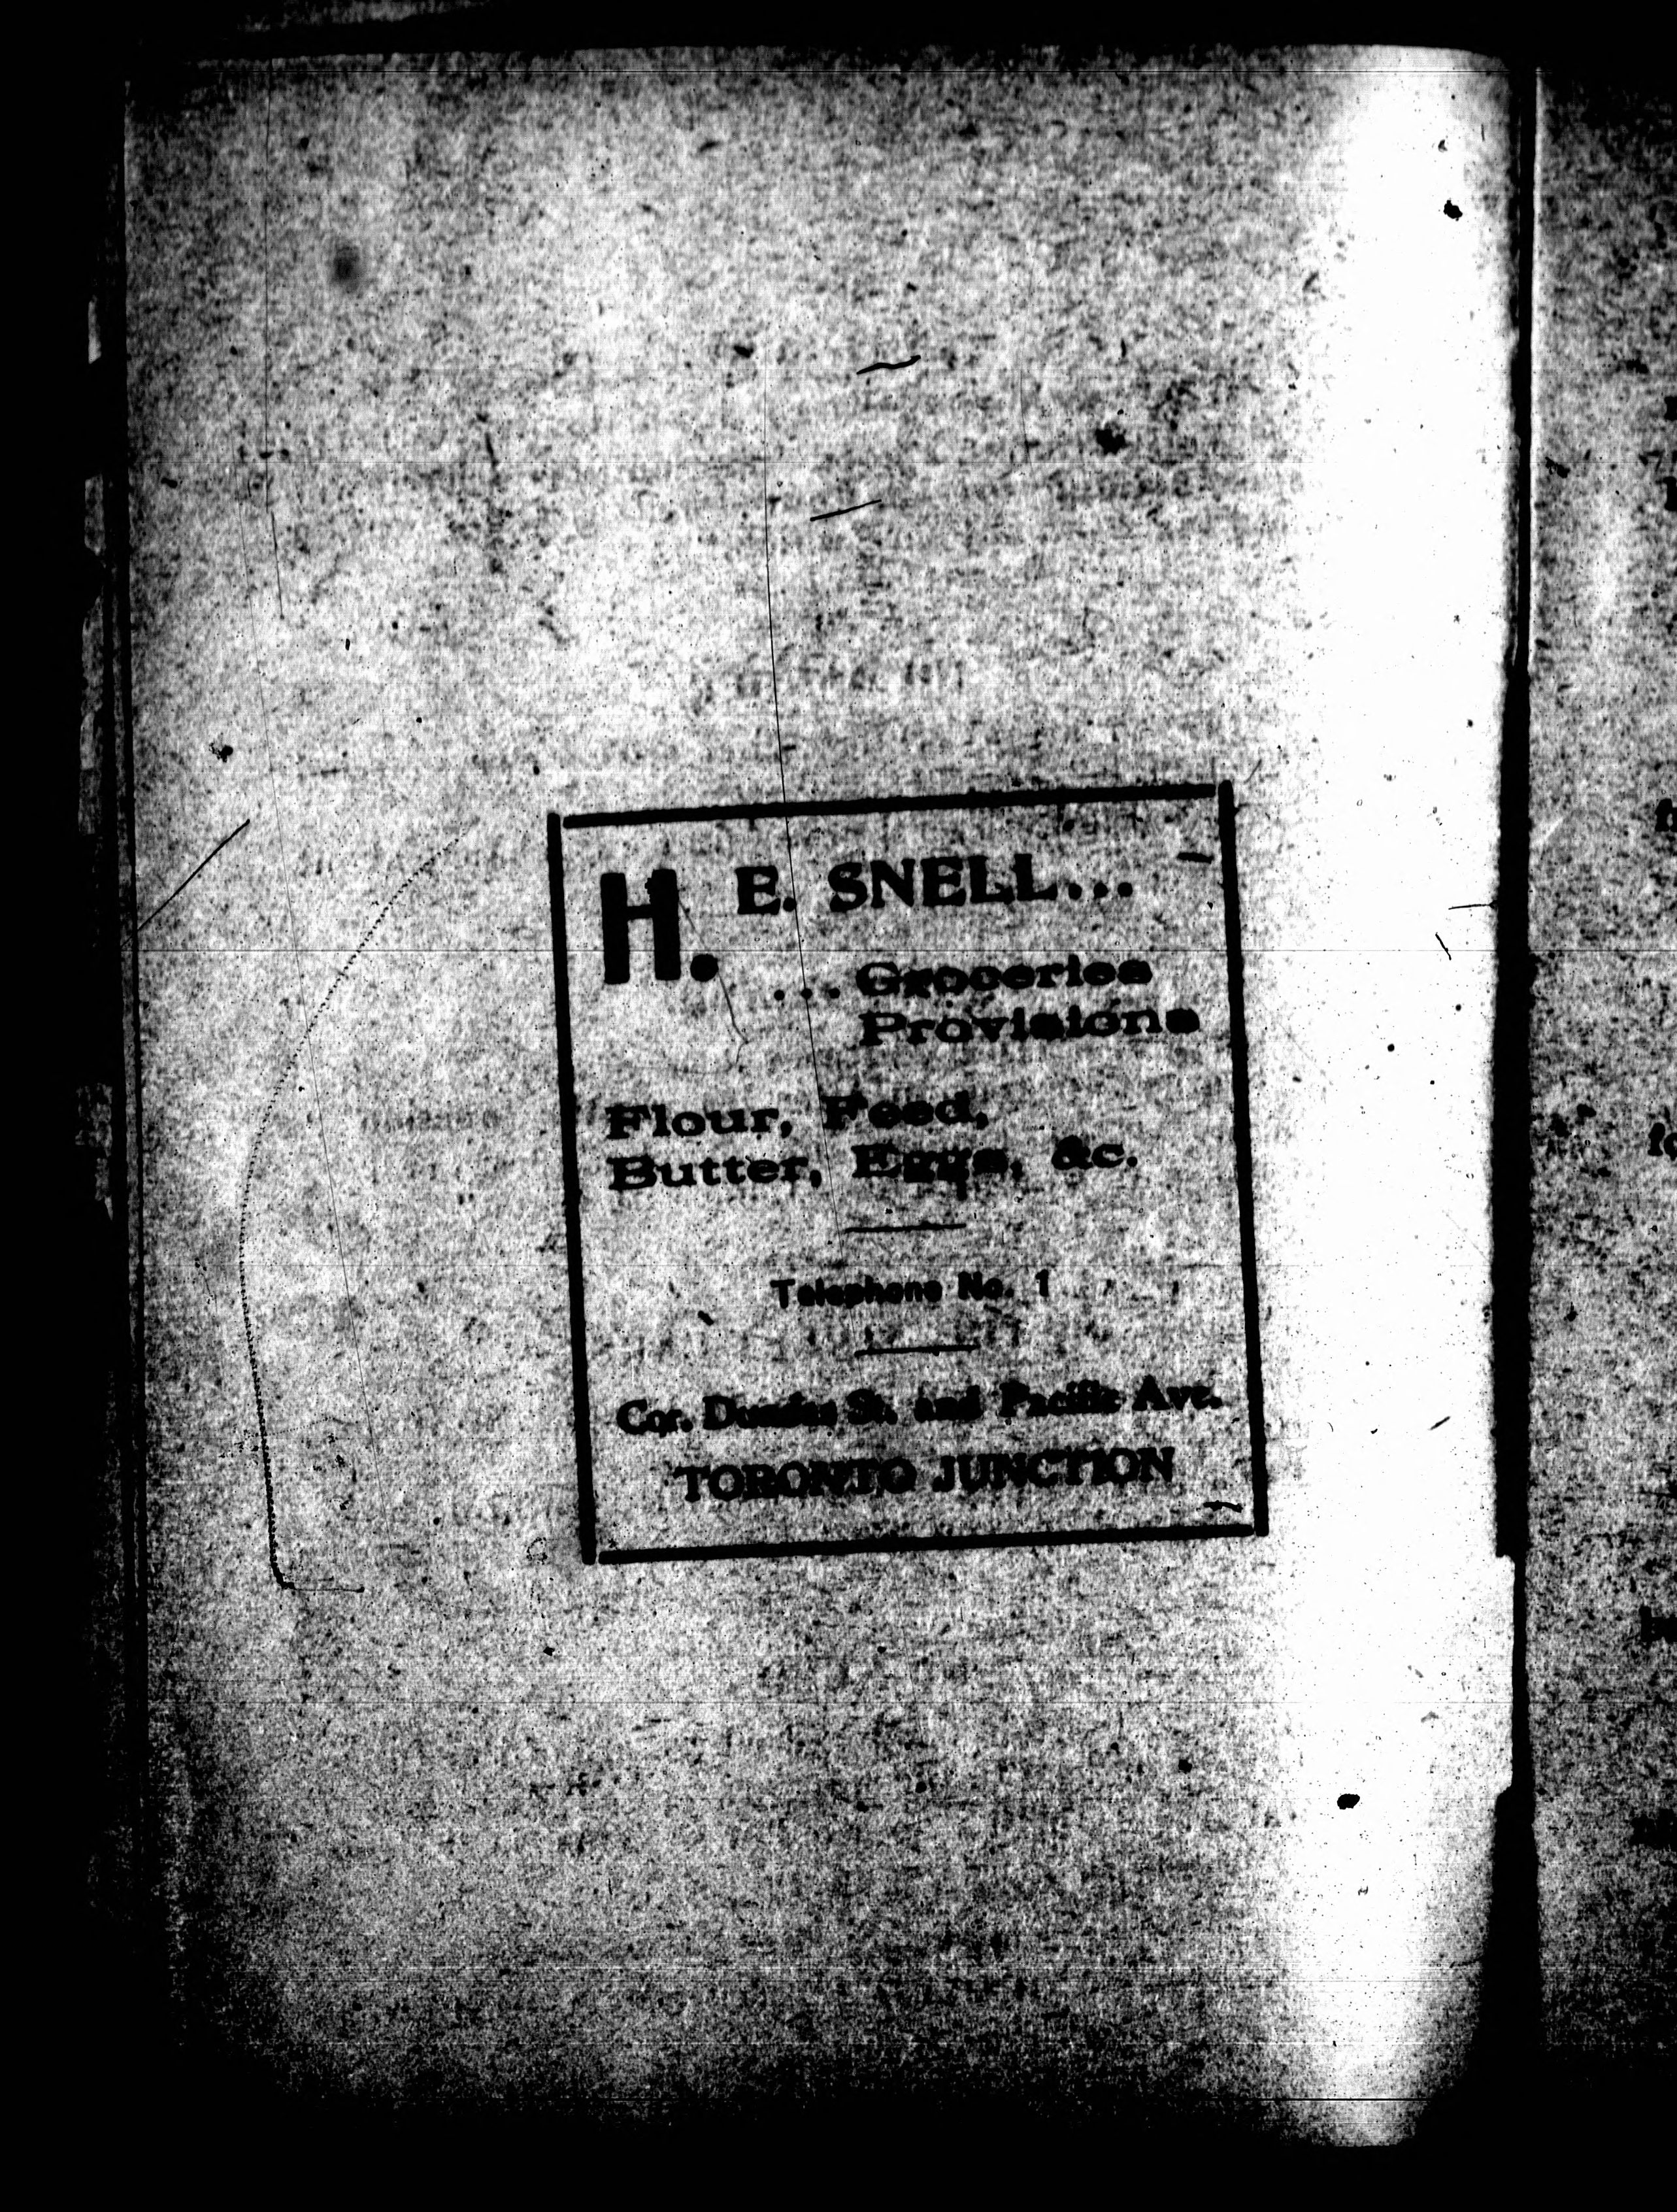 H. E. SNELL...
...Groceries
Provisions
Flour, Feed,
Butter, Eggs, &c.
Telephone No. 1
Cor. Dundas St. and Pacific Ave.
TORONTO JUNCTION